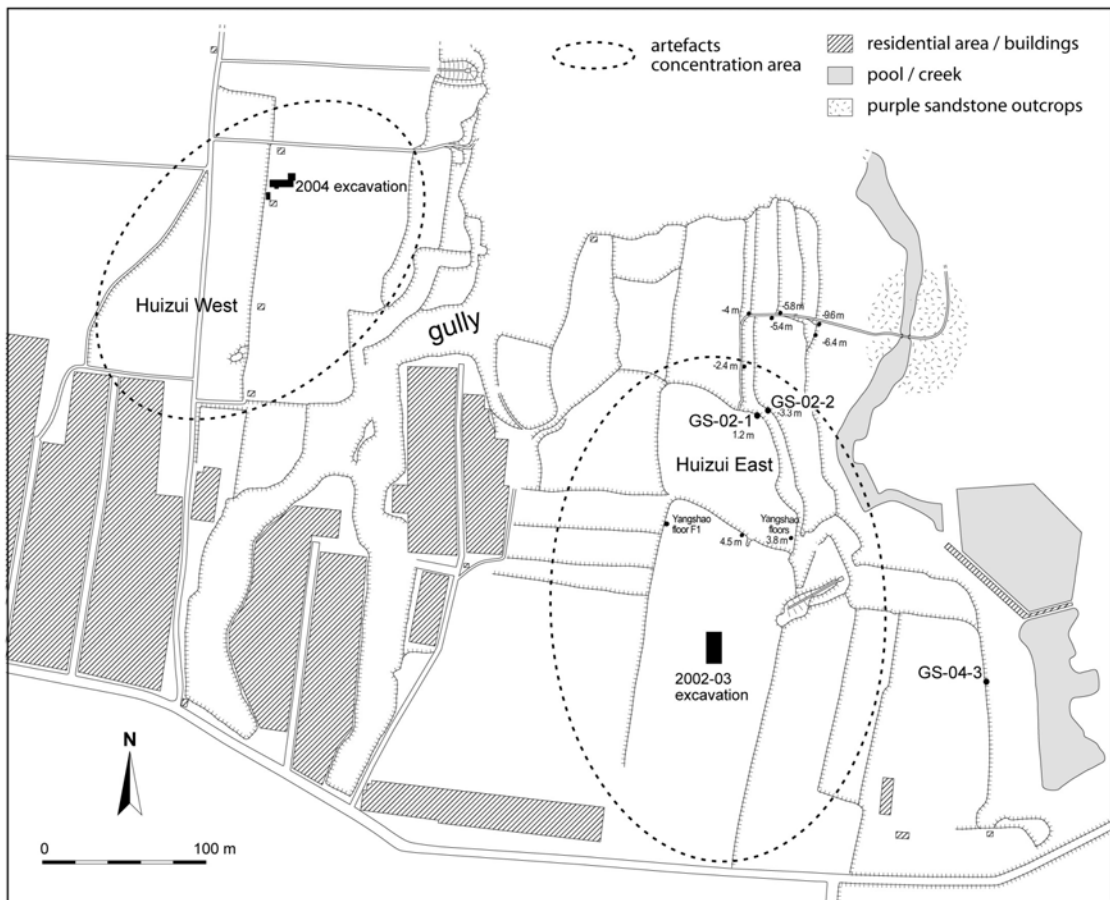 artefacts
concentration area
residential area / buildings
pool / creek
purple sandstone outcrops
2004 excavation
Huizui West
gully
-4 m
-5.8 m
-5.4 m
-9.6 m
-6.4 m
-2.4 m
GS-02-2
-3.3 m
GS-02-1
1.2 m
Huizui East
Yangshao
floor F1
4.5 m
Yangshao
floors
3.8 m
2002-03
excavation
GS-04-3
N
0 100 m